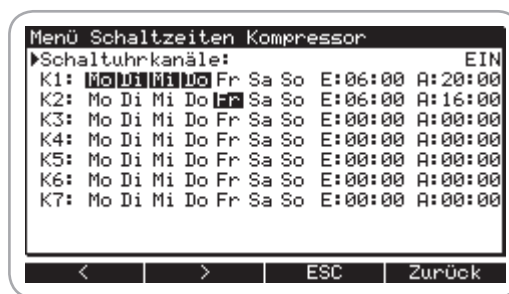 Menü Schaltzeiten Kompressor
▶Schaltuhrkanäle: EIN
K1: Mo Di Mi Do Fr Sa So E:06:00 A:20:00
K2: Mo Di Mi Do Fr Sa So E:06:00 A:16:00
K3: Mo Di Mi Do Fr Sa So E:00:00 A:00:00
K4: Mo Di Mi Do Fr Sa So E:00:00 A:00:00
K5: Mo Di Mi Do Fr Sa So E:00:00 A:00:00
K6: Mo Di Mi Do Fr Sa So E:00:00 A:00:00
K7: Mo Di Mi Do Fr Sa So E:00:00 A:00:00
< > ESC Zurück